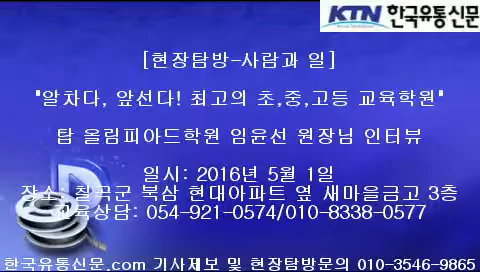 KTN 한국유통신문
[현장탐방-사람과 일]
"알차다, 앞선다! 최고의 초,중,고등 교육학원"
탑 올림피아드학원 임윤선 원장님 인터뷰
일시: 2016년 5월 1일
장소: 칠곡군 북삼 현대아파트 옆 새마을금고 3층
교육상담: 054-921-0574/010-8338-0577
한국유통신문.com 기사제보 및 현장탐방문의 010-3546-9865